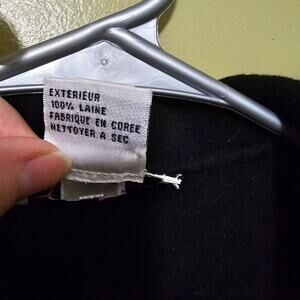 EXTERIEUR
100% LAINE
FABRIQUE EN COREE
NETTOYER A SEC